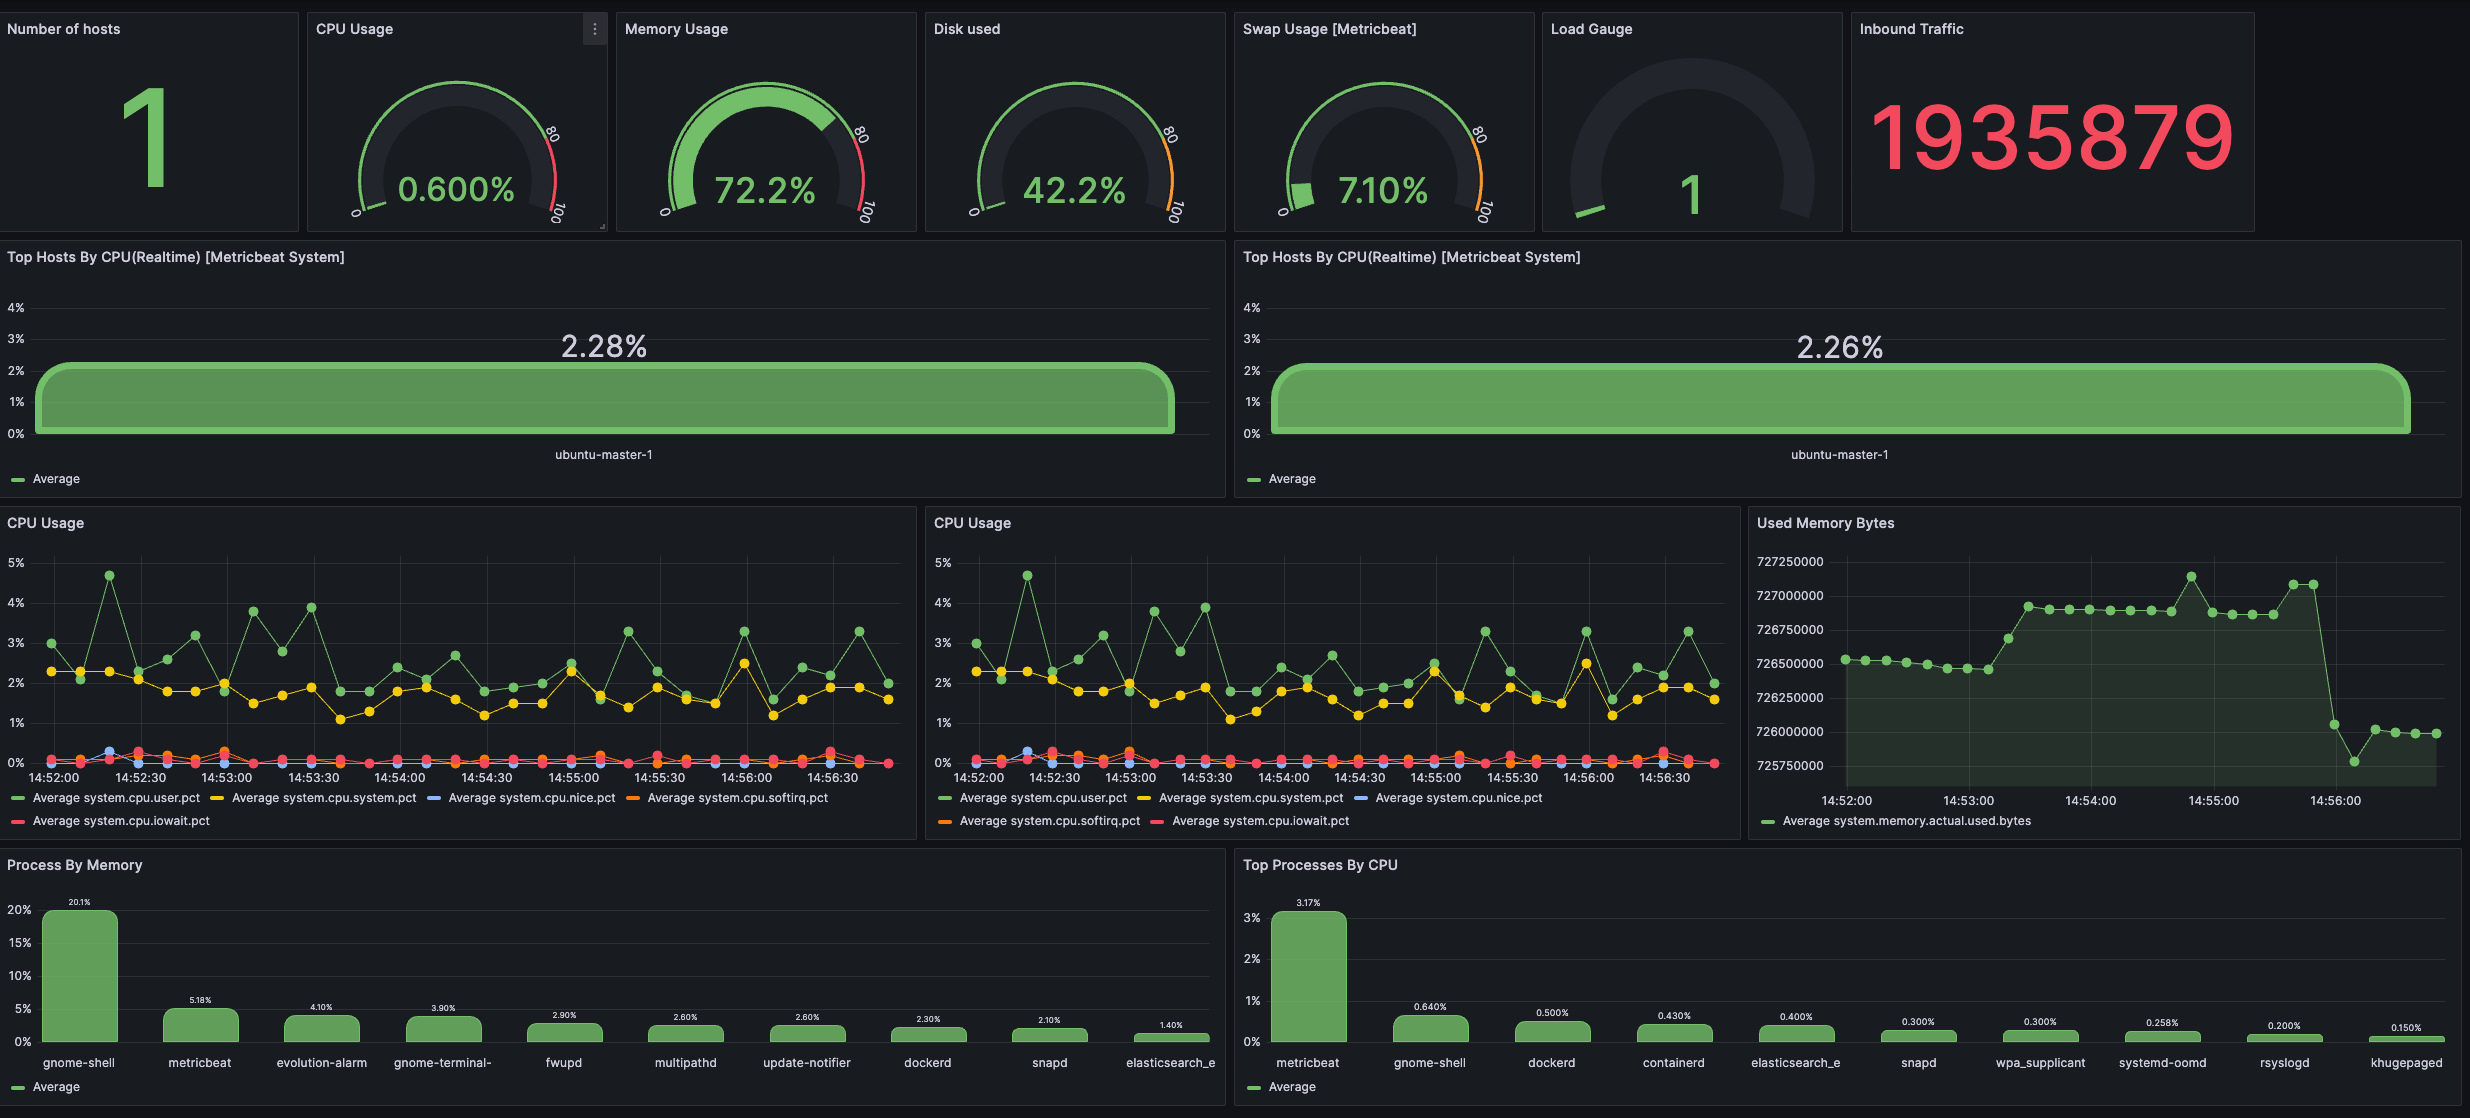 Number of hosts
1
CPU Usage
0
80
100
0.600%
Memory Usage
0
80
100
72.2%
Disk used
0
80
100
42.2%
Swap Usage [Metricbeat]
0
80
100
7.10%
Load Gauge
1
Inbound Traffic
1935879
Top Hosts By CPU(Realtime) [Metricbeat System]
4%
3%
2%
1%
0%
2.28%
ubuntu-master-1
Average
Top Hosts By CPU(Realtime) [Metricbeat System]
4%
3%
2%
1%
0%
2.26%
ubuntu-master-1
Average
CPU Usage
5%
4%
3%
2%
1%
0%
14:52:00 14:52:30 14:53:00 14:53:30 14:54:00 14:54:30 14:55:00 14:55:30 14:56:00 14:56:30
Average system.cpu.user.pct Average system.cpu.system.pct Average system.cpu.nice.pct Average system.cpu.softirq.pct
Average system.cpu.iowait.pct
CPU Usage
5%
4%
3%
2%
1%
0%
14:52:00 14:52:30 14:53:00 14:53:30 14:54:00 14:54:30 14:55:00 14:55:30 14:56:00 14:56:30
Average system.cpu.user.pct Average system.cpu.system.pct Average system.cpu.nice.pct
Average system.cpu.softirq.pct Average system.cpu.iowait.pct
Used Memory Bytes
727250000
727000000
726750000
726500000
726250000
726000000
725750000
14:52:00 14:53:00 14:54:00 14:55:00 14:56:00
Average system.memory.actual.used.bytes
Process By Memory
20%
15%
10%
5%
0%
20.1% 5.18% 4.10% 3.90% 2.90% 2.60% 2.60% 2.30% 2.10% 1.40%
gnome-shell metricbeat evolution-alarm gnome-terminal- fwupd multipathd update-notifier dockerd snapd elasticsearch_e
Average
Top Processes By CPU
3%
2%
1%
0%
3.17% 0.640% 0.500% 0.430% 0.400% 0.300% 0.300% 0.258% 0.200% 0.150%
metricbeat gnome-shell dockerd containerd elasticsearch_e snapd wpa_supplicant systemd-oomd rsyslogd khugepaged
Average